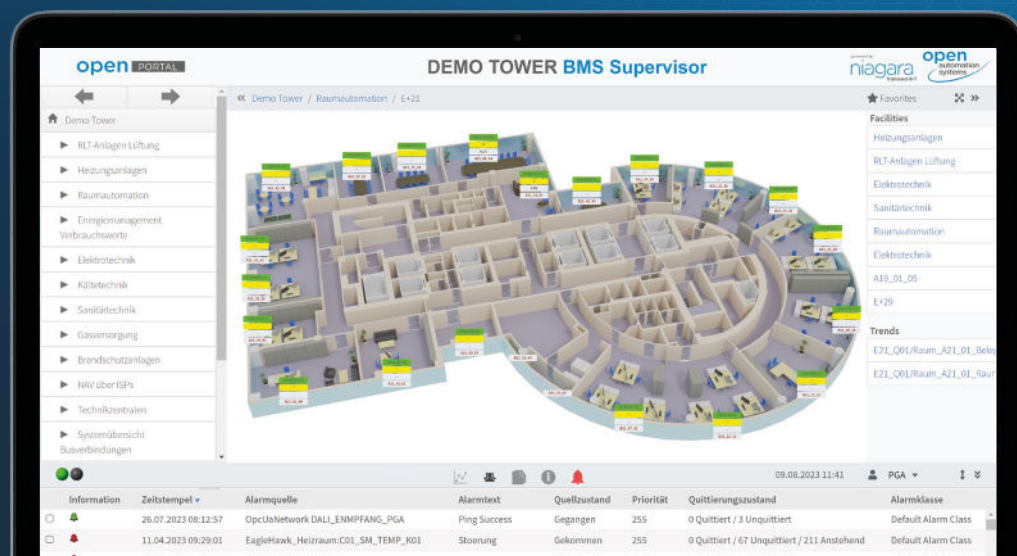 open PORTAL
DEMO TOWER BMS Supervisor
niagara
framework
open
automation
systems
Demo Tower / Raumautomation / E+21
Favorites
Demo Tower
RLT-Anlagen Lüftung
Heizungsanlagen
Raumautomation
Energiemanagement
Verbrauchswerte
Elektrotechnik
Kältetechnik
Sanitärtechnik
Gasversorgung
Brandschutzanlagen
NAV über ISPs
Technikzentralen
Systemübersicht
Busverbindungen
Facilities
Heizungsanlagen
RLT-Anlagen Lüftung
Elektrotechnik
Sanitärtechnik
Raumautomation
Elektrotechnik
A19_01_05
E+29
Trends
E21_Q01/Raum_A21_01_Beleg
E21_Q01/Raum_A21_01_Raum
09.08.2023 11:41
PGA
Information Zeitstempel Alarmquelle Alarmtext Quellzustand Priorität Quittierungszustand Alarmklasse
26.07.2023 08:12:57 OpcUaNetwork DALI_ENMPFANG_PGA Ping Success Gegangen 255 0 Quittiert / 3 Unquittiert Default Alarm Class
11.04.2023 09:29:01 EagleHawk_Heizraum:C01_SM_TEMP_K01 Stoerung Gekommen 255 0 Quittiert / 67 Unquittiert / 211 Anstehend Default Alarm Class